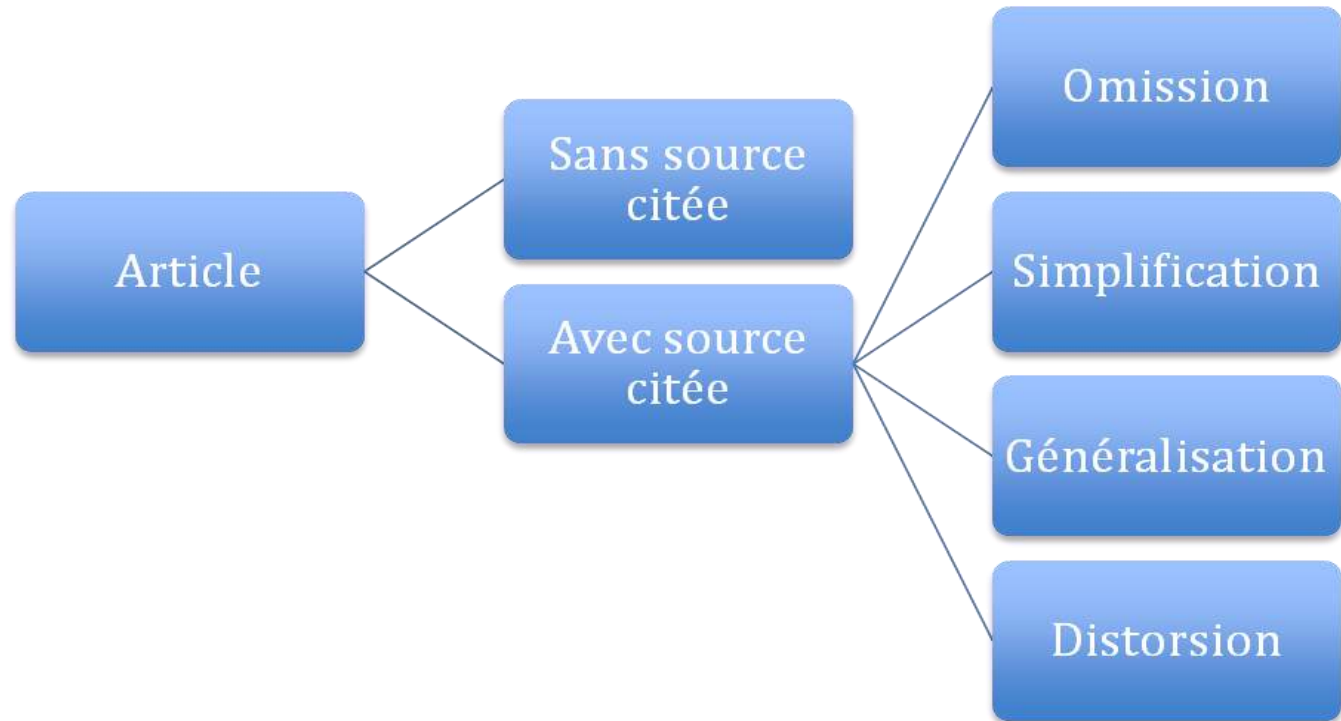 Article
Sans source
citée
Avec source
citée
Omission
Simplification
Généralisation
Distorsion